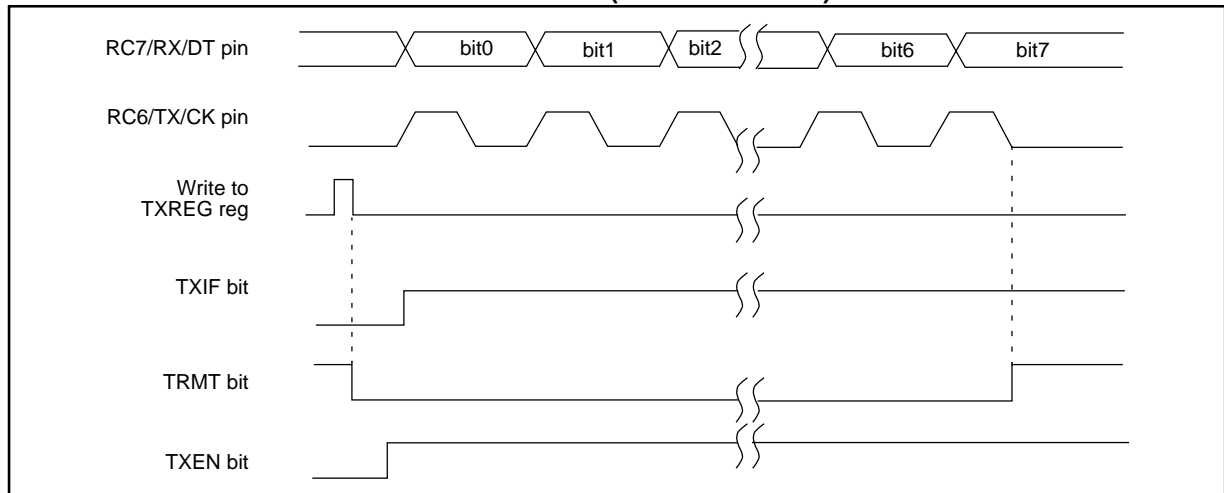 RC7/RX/DT pin
bit0 bit1 bit2 bit6 bit7
RC6/TX/CK pin
Write to
TXREG reg
TXIF bit
TRMT bit
TXEN bit